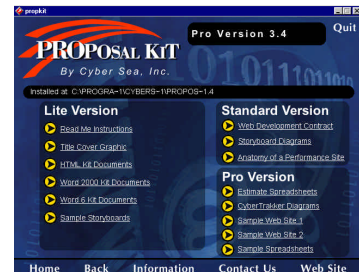 propkit
Pro Version 3.4
Quit
PROPOSAL KIT
By Cyber Sea, Inc.
Installed at C:\PROGRA~1\CYBERS~1\PROPOS~1.4
Lite Version
Read Me Instructions
Title Cover Graphic
HTML Kit Documents
Word 2000 Kit Documents
Word 6 Kit Documents
Sample Storyboards
Standard Version
Web Development Contract
Storyboard Diagrams
Anatomy of a Performance Site
Pro Version
Estimate Spreadsheets
CyberTrakker Diagrams
Sample Web Site 1
Sample Web Site 2
Sample Spreadsheets
Home Back Information Contact Us Web Site